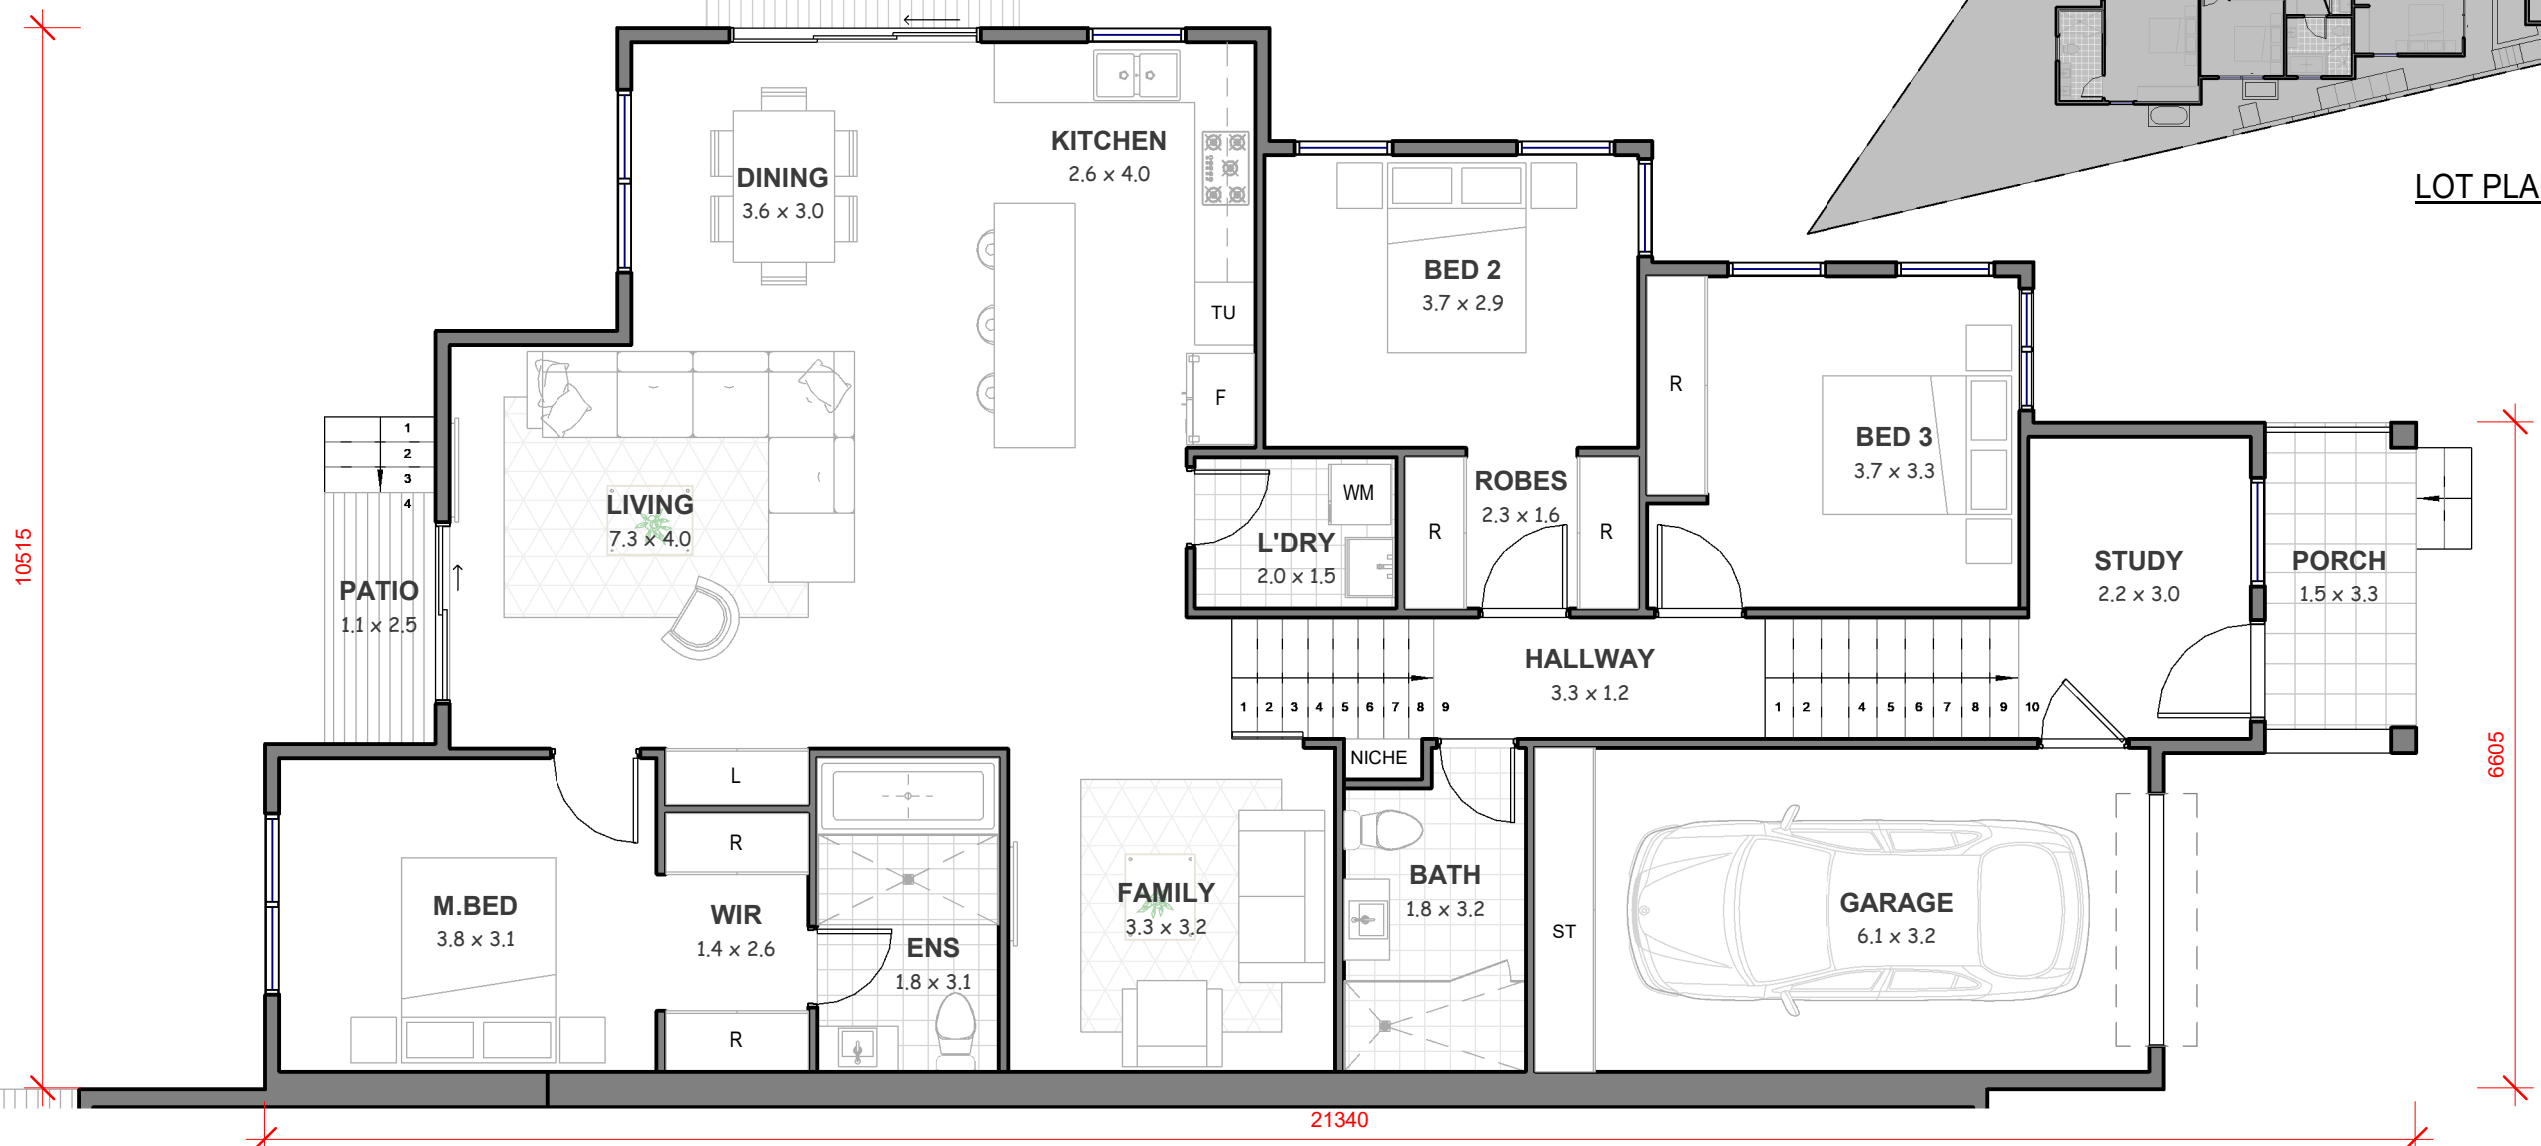 KITCHEN
2.6 x 4.0
DINING
3.6 x 3.0
LOT PLA
BED 2
3.7 x 2.9
TU
F
R
BED 3
3.7 x 3.3
1
2
3
4
LIVING
7.3 x 4.0
WM
ROBES
2.3 x 1.6
R
R
L'DRY
2.0 x 1.5
10515
PATIO
1.1 x 2.5
STUDY
2.2 x 3.0
PORCH
1.5 x 3.3
HALLWAY
3.3 x 1.2
1 2 3 4 5 6 7 8 9
1 2 4 5 6 7 8 9 10
6605
NICHE
L
R
M.BED
3.8 x 3.1
WIR
1.4 x 2.6
ENS
1.8 x 3.1
FAMILY
3.3 x 3.2
BATH
1.8 x 3.2
ST
GARAGE
6.1 x 3.2
R
21340